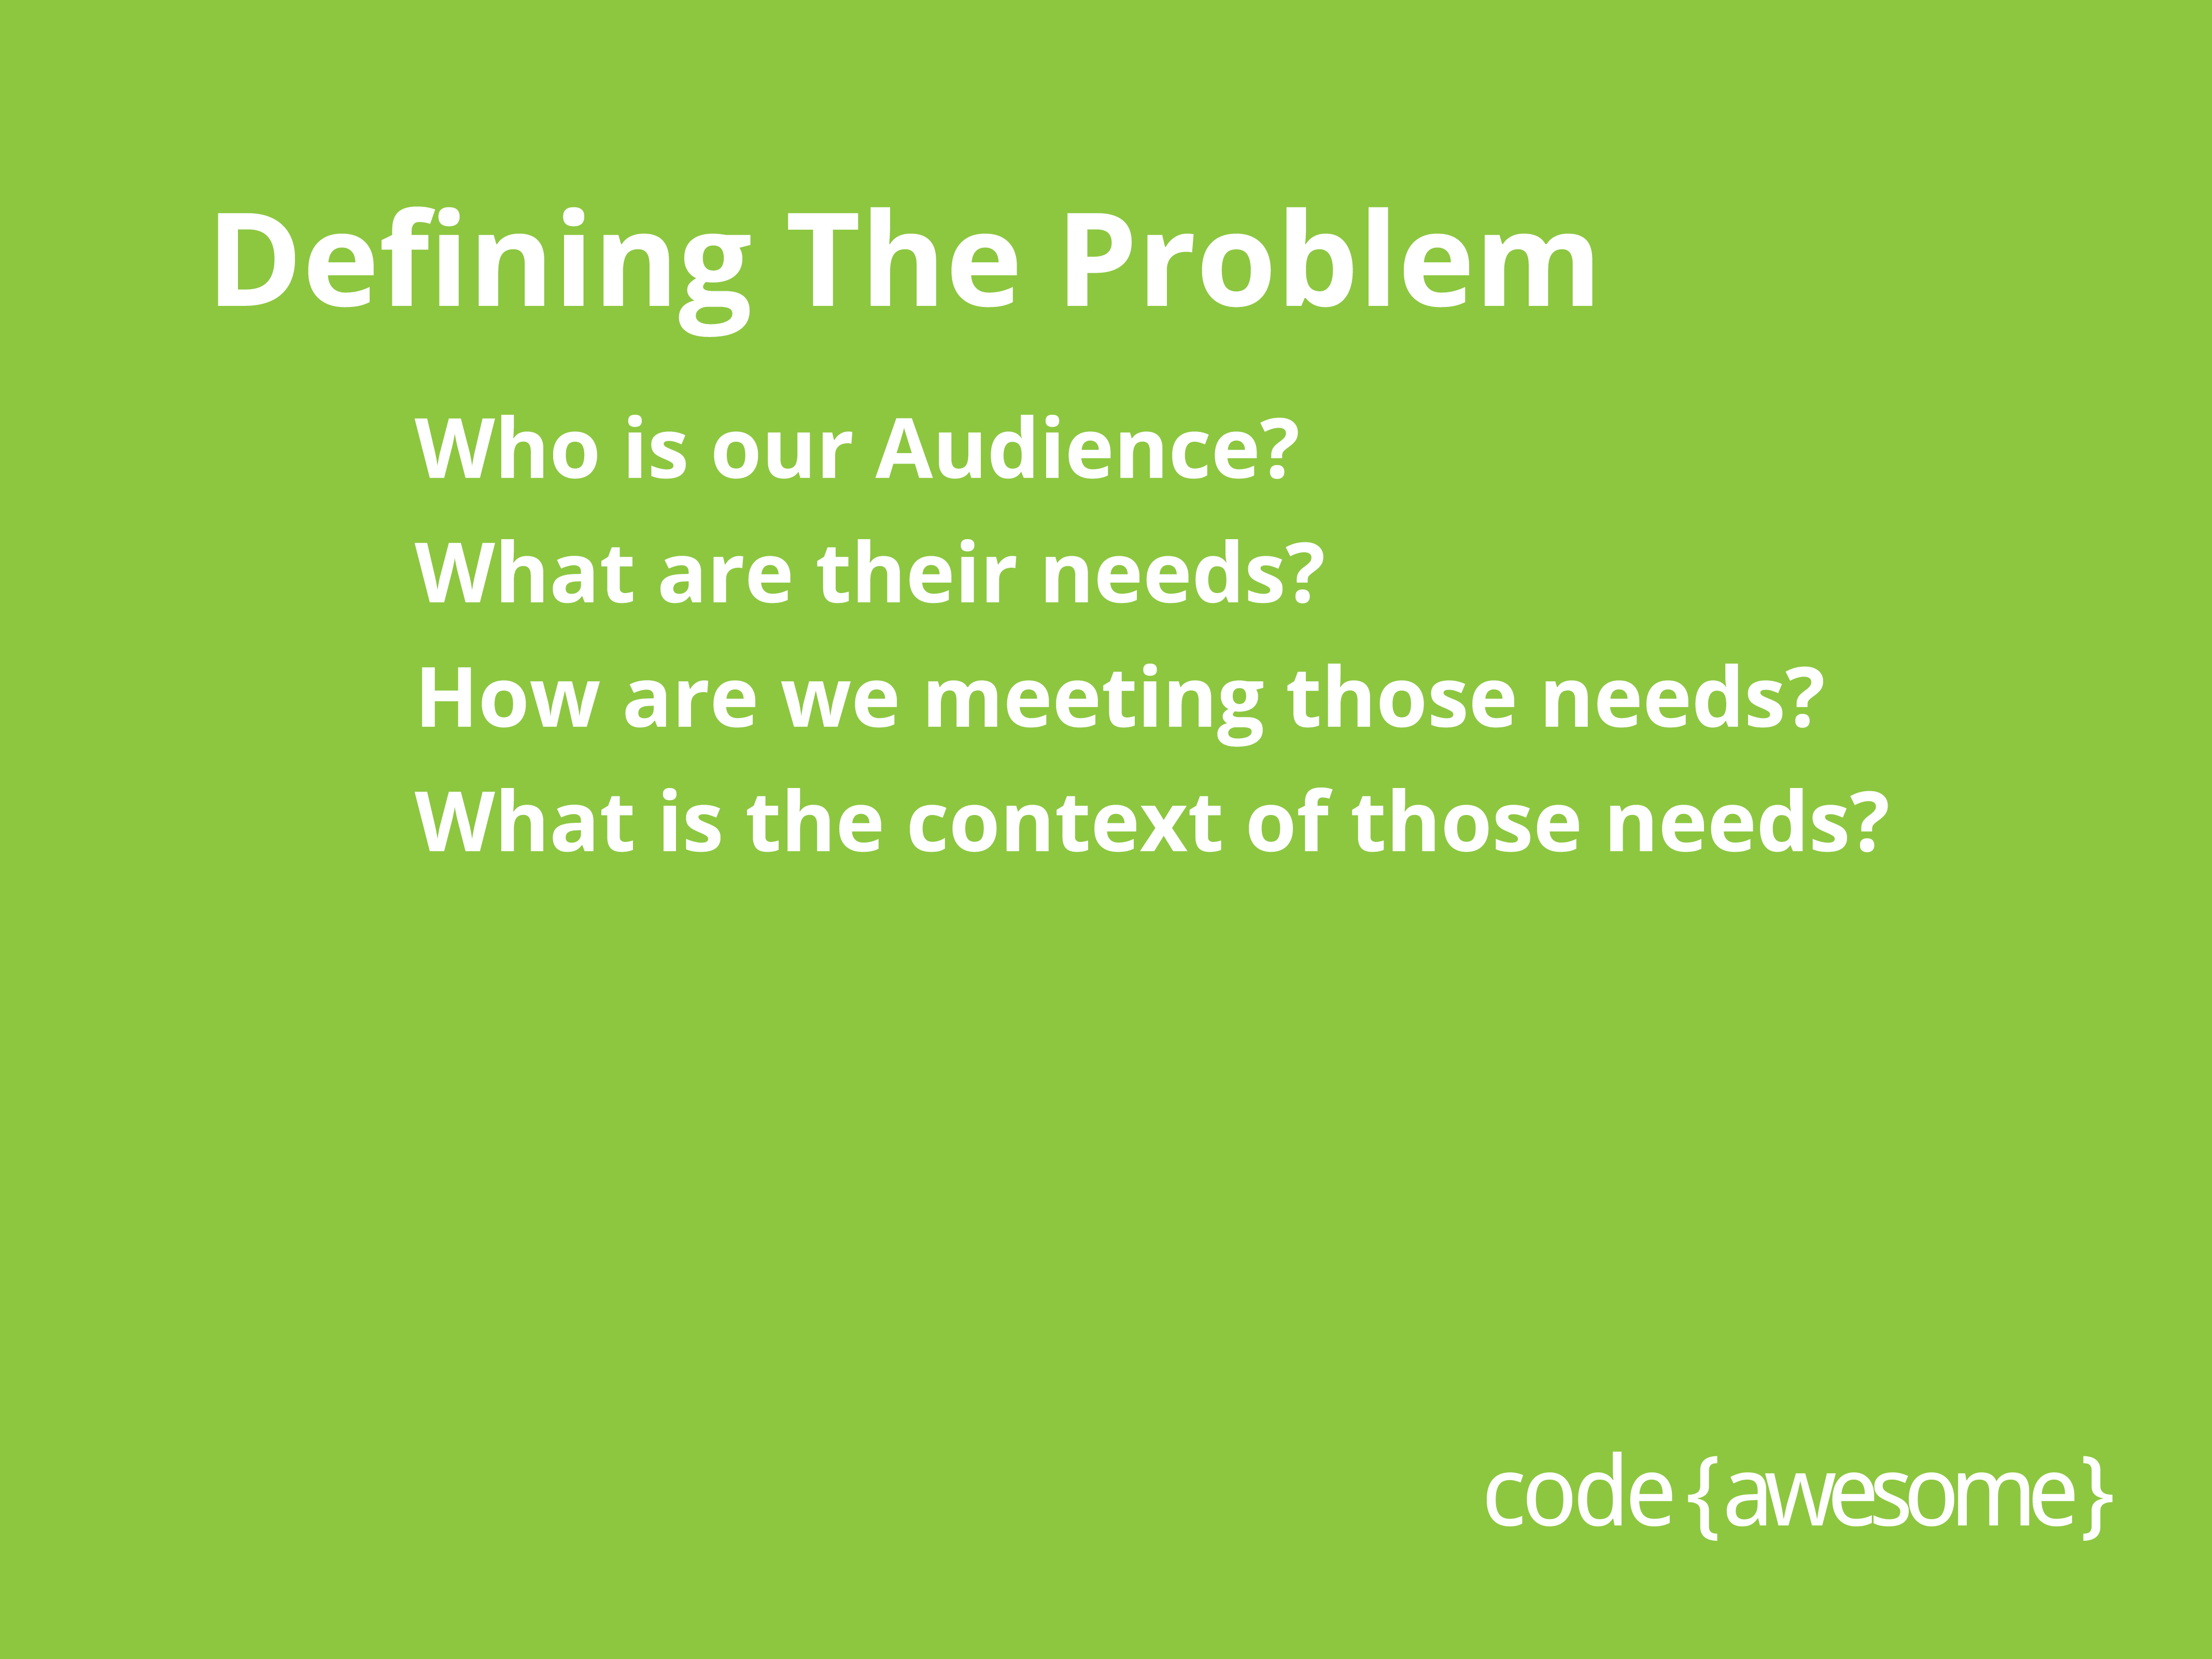 Defining The Problem
Who is our Audience?
What are their needs?
How are we meeting those needs?
What is the context of those needs?
code {awesome}